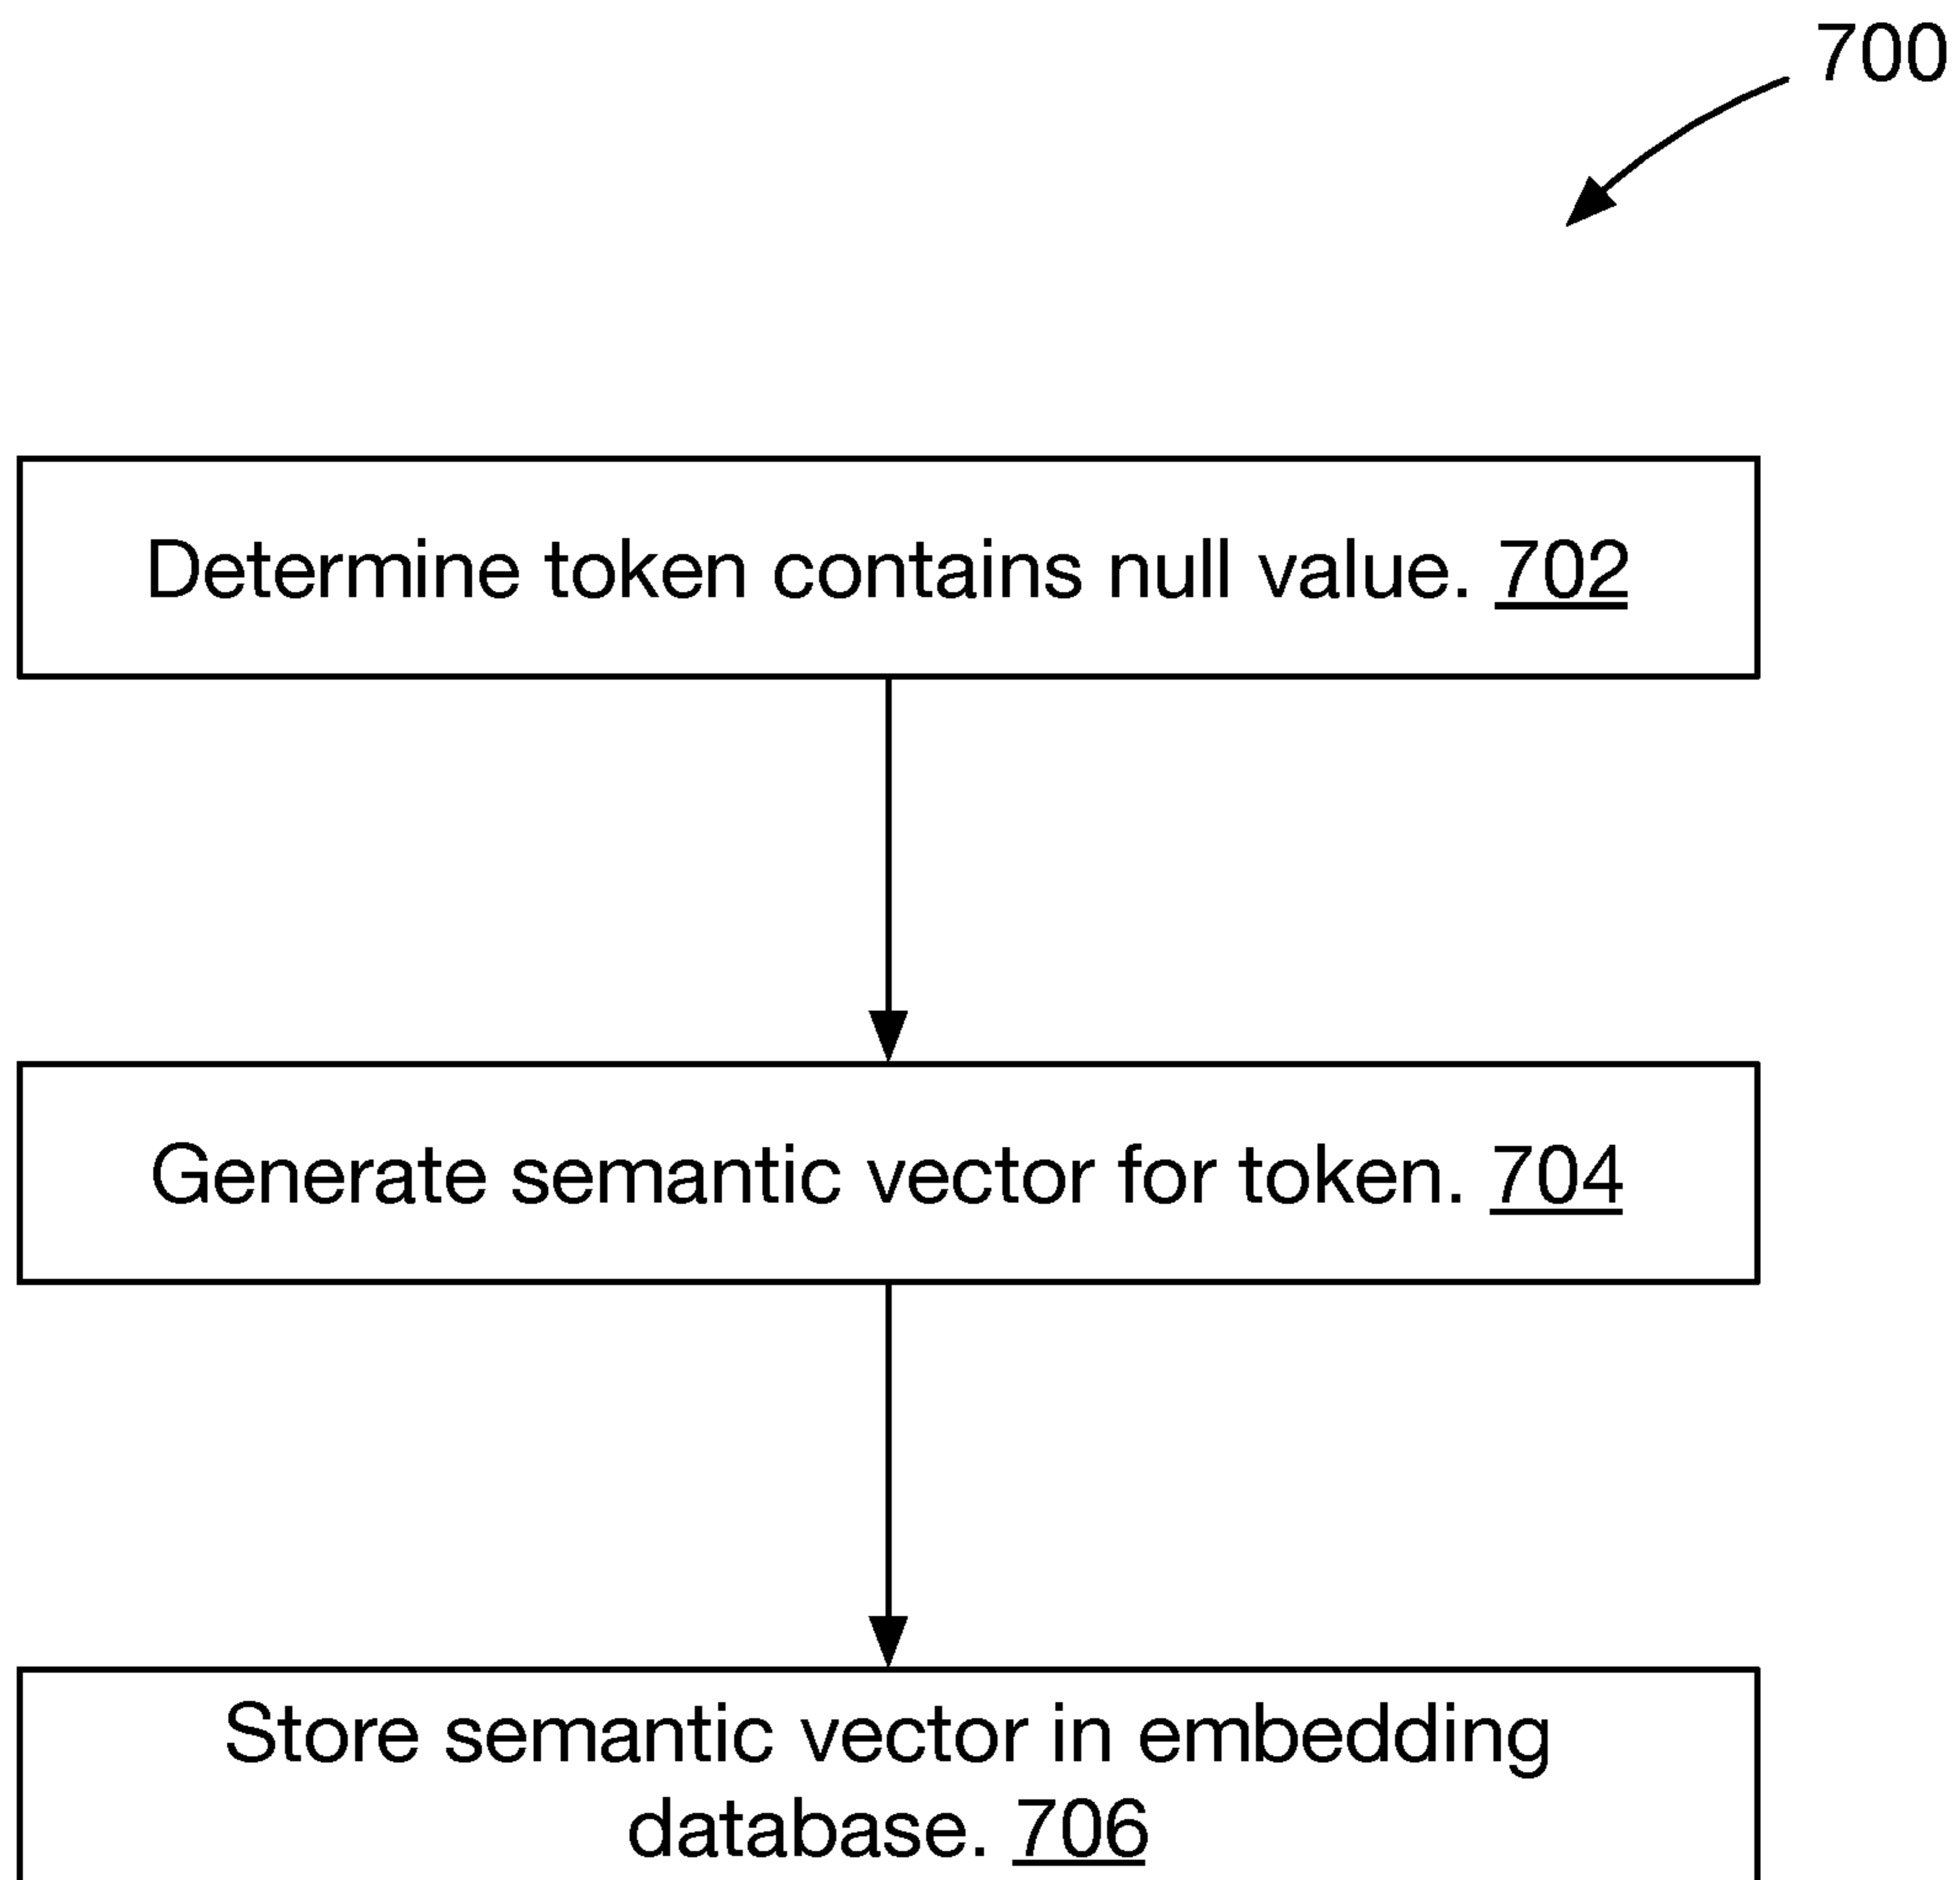 700
Determine token contains null value. 702
Generate semantic vector for token. 704
Store semantic vector in embedding
database. 706